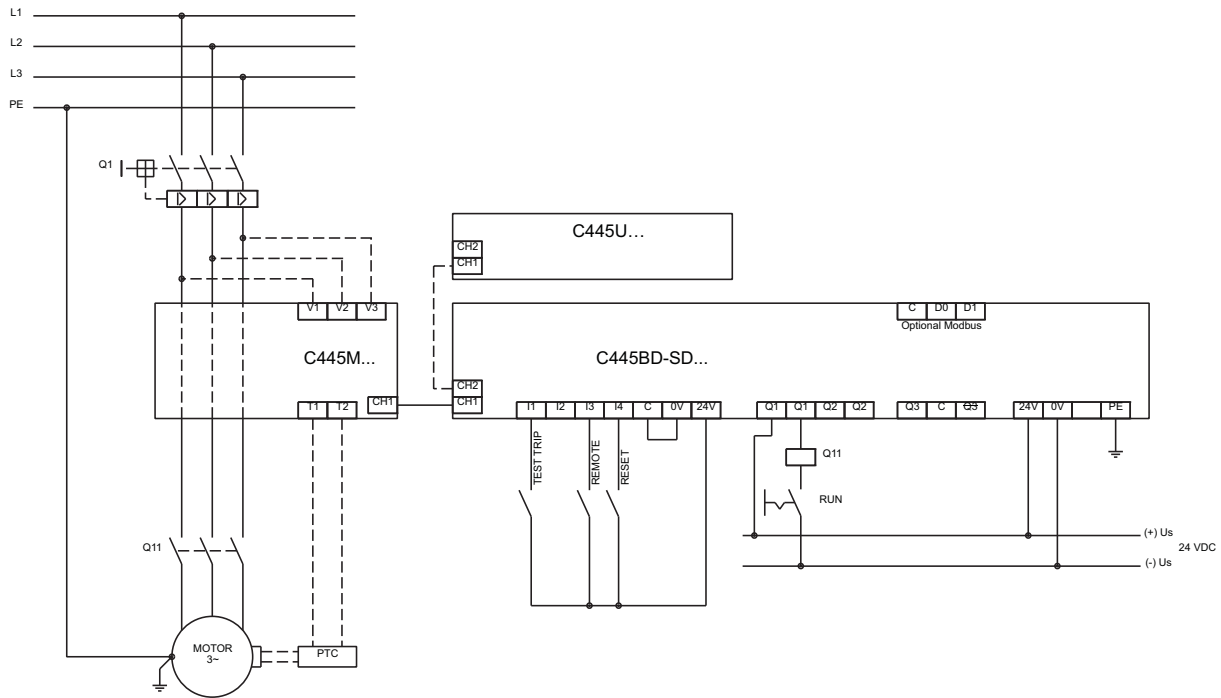 L1
L2
L3
PE
Q1
C445U...
CH2
CH1
V1 V2 V3
C D0 D1
Optional Modbus
C445M...
C445BD-SD...
CH2
CH1
CH1
T1 T2
I1 I2 I3 I4 C 0V 24V
Q1 Q1 Q2 Q2
Q3 C Q3
24V 0V PE
TEST TRIP
REMOTE
RESET
Q11
RUN
(+) Us
24 VDC
(-) Us
Q11
MOTOR
3~
PTC